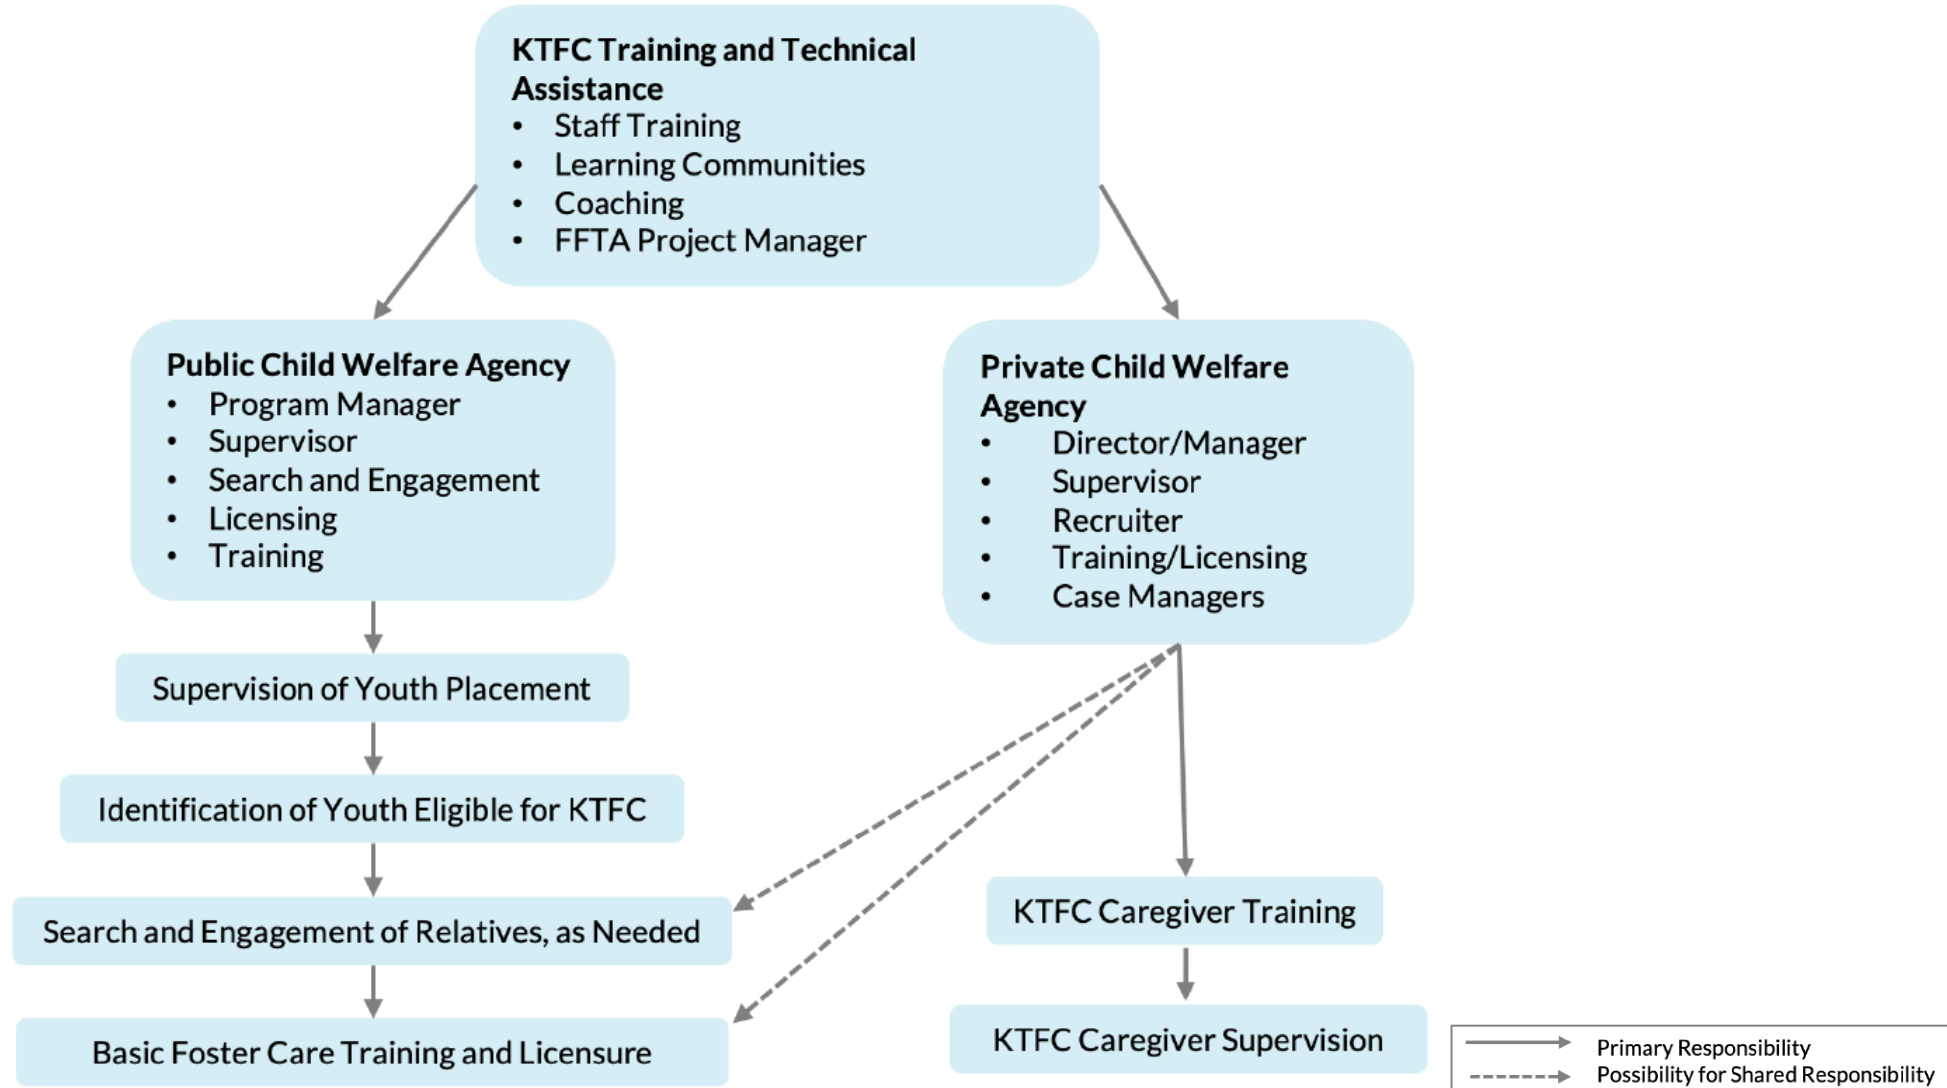 KTFC Training and Technical
Assistance
• Staff Training
• Learning Communities
• Coaching
• FFTA Project Manager
Public Child Welfare Agency
• Program Manager
• Supervisor
• Search and Engagement
• Licensing
• Training
Private Child Welfare
Agency
• Director/Manager
• Supervisor
• Recruiter
• Training/Licensing
• Case Managers
Supervision of Youth Placement
Identification of Youth Eligible for KTFC
Search and Engagement of Relatives, as Needed
Basic Foster Care Training and Licensure
KTFC Caregiver Training
KTFC Caregiver Supervision
Primary Responsibility
Possibility for Shared Responsibility